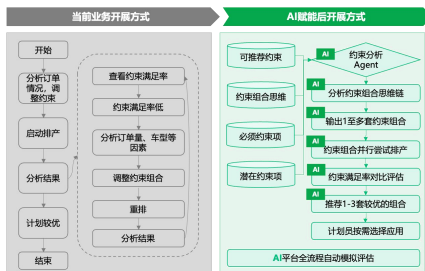 当前业务开展方式
开始
分析订单
情况，调
整约束
启动排产
分析结果
计划较优
结束
查看约束满足率
约束满足率低
分析订单量、车型等
因素
调整约束组合
重排
分析结果
AI赋能后开展方式
可推荐约束
约束组合思维
必须约束项
潜在约束项
AI
约束分析
Agent
AI
分析约束组合思维链
AI
输出1至多套约束组合
AI
约束组合并行尝试排产
AI
约束满足率对比评估
AI
推荐1-3套较优的组合
计划员按需选择应用
AI平台全流程自动模拟评估